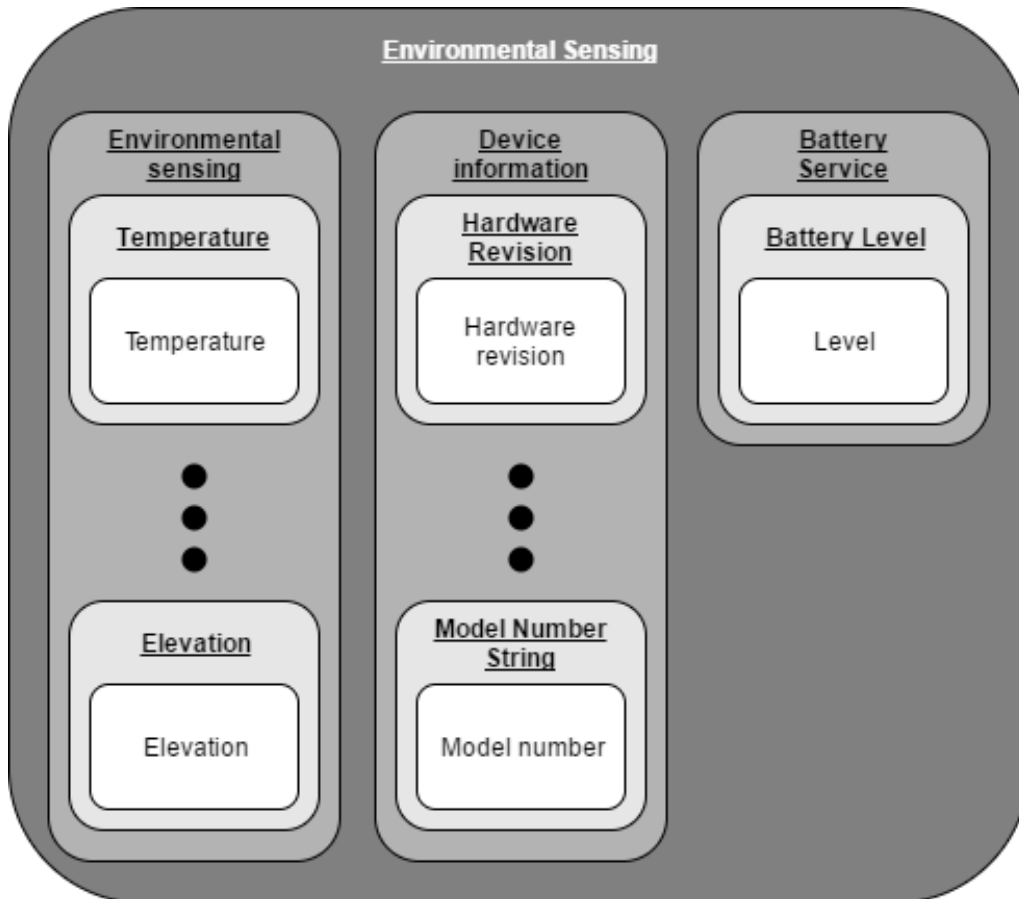 Environmental Sensing
Environmental
sensing
Temperature
Temperature
Elevation
Elevation
Device
information
Hardware
Revision
Hardware
revision
Model Number
String
Model number
Battery
Service
Battery Level
Level